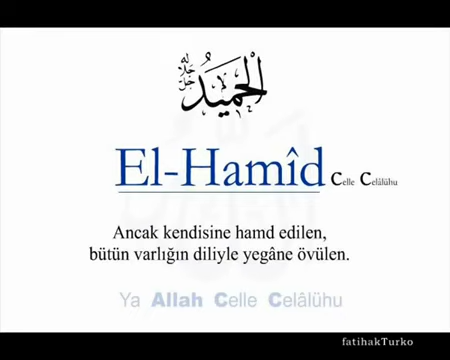 الحميد
جل جلاله
El-Hamîd Celle Celâlühu
Ancak kendisine hamd edilen,
bütün varlığın diliyle yegâne övülen.
Ya Allah Celle Celâlühu
fatihakTurko